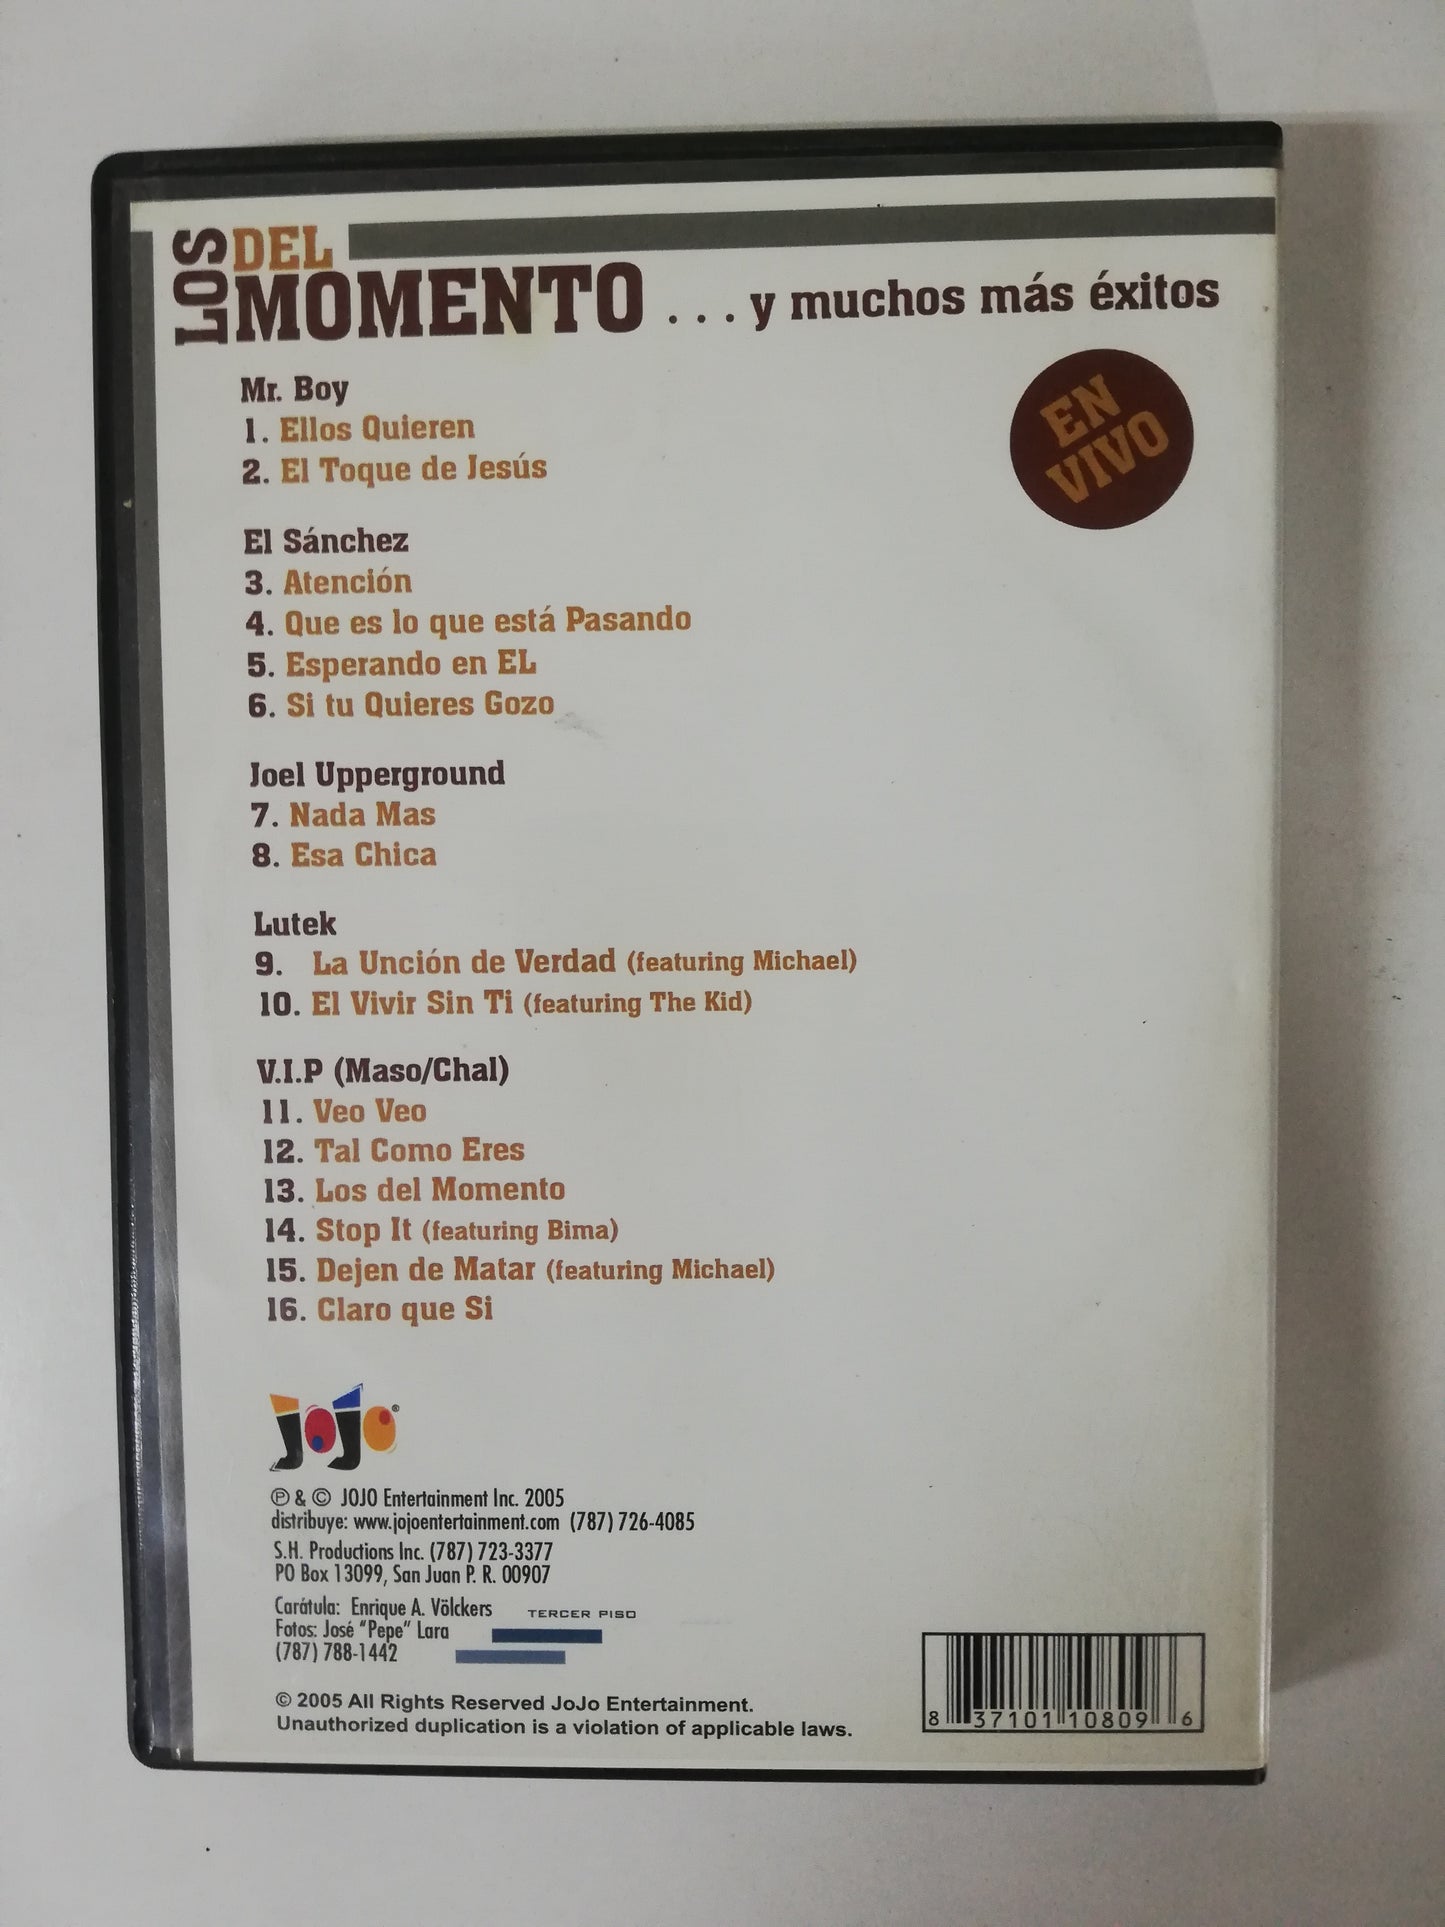 LOS DEL
MOMENTO ...y muchos más éxitos
EN
VIVO
Mr. Boy
1. Ellos Quieren
2. El Toque de Jesús
El Sánchez
3. Atención
4. Que es lo que está Pasando
5. Esperando en EL
6. Si tu Quieres Gozo
Joel Upperground
7. Nada Mas
8. Esa Chica
Lutek
9. La Unción de Verdad (featuring Michael)
10. El Vivir Sin Ti (featuring The Kid)
V.I.P (Maso/Chal)
11. Veo Veo
12. Tal Como Eres
13. Los del Momento
14. Stop It (featuring Bima)
15. Dejen de Matar (featuring Michael)
16. Claro que Si
jojo®
℗ & © JOJO Entertainment Inc. 2005
distribuye: www.jojoentertainment.com (787) 726-4085
S.H. Productions Inc. (787) 723-3377
PO Box 13099, San Juan P. R. 00907
Carátula: Enrique A. Völckers TERCER PISO
Fotos: José "Pepe" Lara
(787) 788-1442
© 2005 All Rights Reserved JoJo Entertainment.
Unauthorized duplication is a violation of applicable laws.
8 37101 10809 6